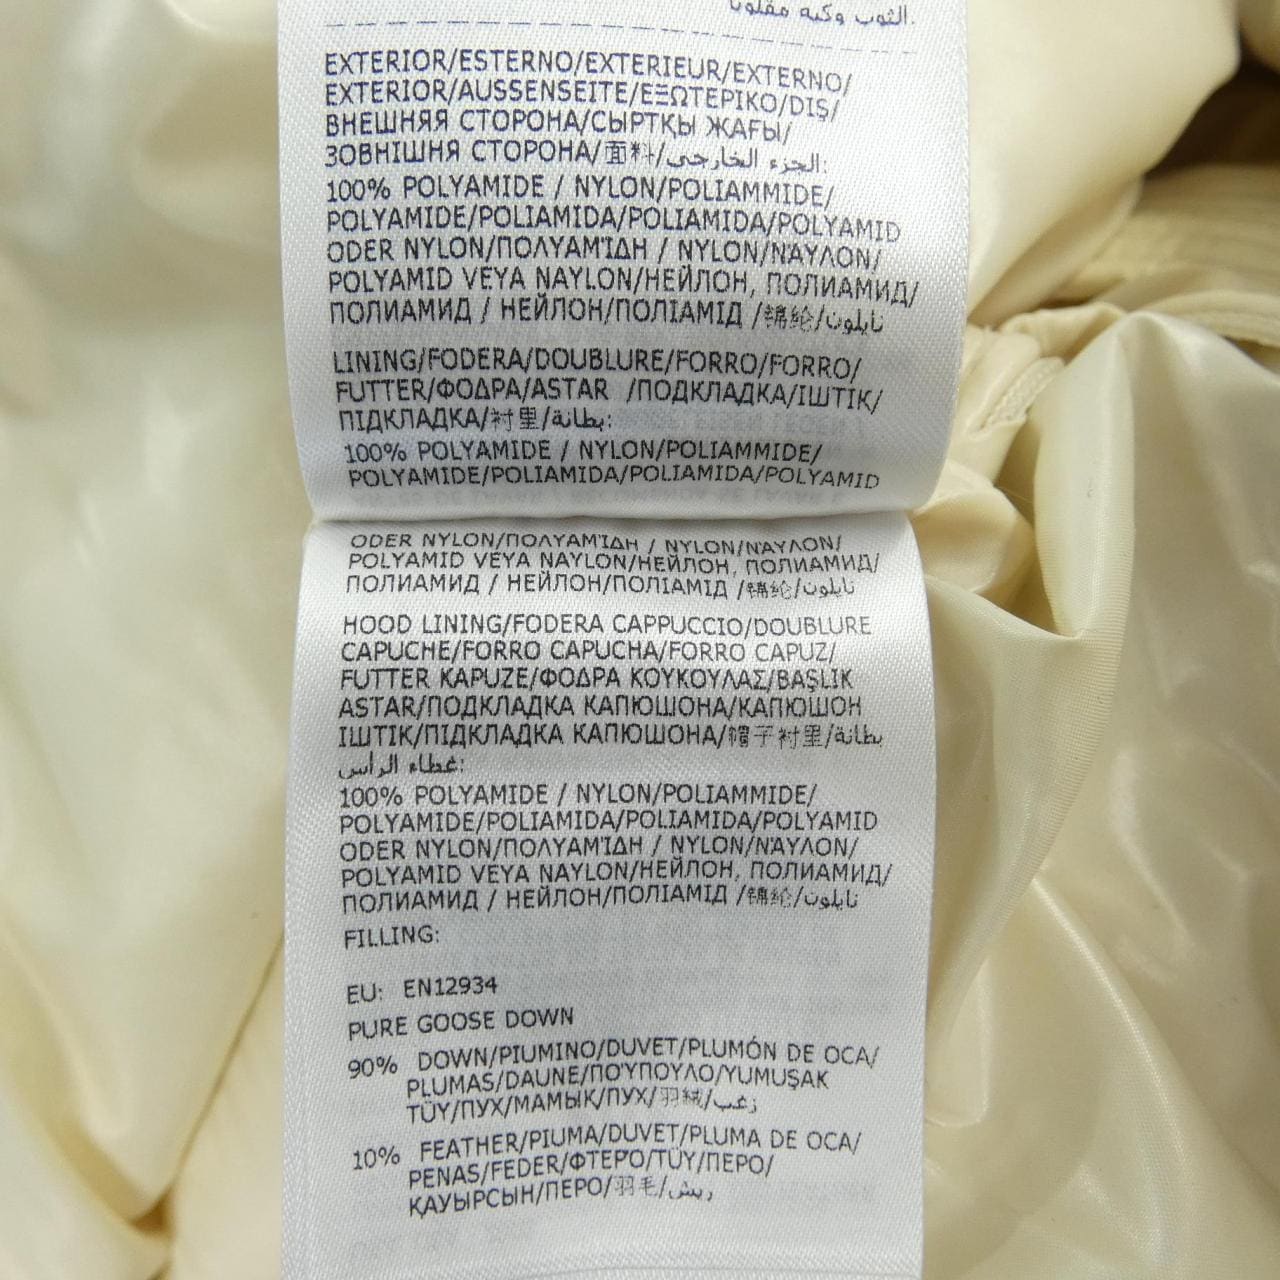 الثوب وكيه مقلوبا.
EXTERIOR/ESTERNO/EXTERIEUR/EXTERNO/
EXTERIOR/AUSSENSEITE/ΕΞΩΤΕΡΙΚΟ/DIŞ/
ВНЕШНЯЯ СТОРОНА/СЫРТҚЫ ЖАҒЫ/
ЗОВНІШНЯ СТОРОНА/面料/الجزء الخارجي:
100% POLYAMIDE / NYLON/POLIAMMIDE/
POLYAMIDE/POLIAMIDA/POLIAMIDA/POLYAMID
ODER NYLON/ΠΟΛΥΑΜΊΔΗ / NYLON/ΝΆΥΛΟΝ/
POLYAMID VEYA NAYLON/НЕЙЛОН, ПОЛИАМИД/
ПОЛИАМИД / НЕЙЛОН/ПОЛІАМІД /锦纶/نايلون
LINING/FODERA/DOUBLURE/FORRO/FORRO/
FUTTER/ΦΟΔΡΑ/ASTAR /ПОДКЛАДКА/ІШТІК/
ПІДКЛАДКА/衬里/بطانة:
100% POLYAMIDE / NYLON/POLIAMMIDE/
POLYAMIDE/POLIAMIDA/POLIAMIDA/POLYAMID
ODER NYLON/ΠΟΛΥΑΜΊΔΗ / NYLON/ΝΆΥΛΟΝ/
POLYAMID VEYA NAYLON/НЕЙЛОН, ПОЛИАМИД/
ПОЛИАМИД / НЕЙЛОН/ПОЛІАМІД /锦纶/نايلون
HOOD LINING/FODERA CAPPUCCIO/DOUBLURE
CAPUCHE/FORRO CAPUCHA/FORRO CAPUZ/
FUTTER KAPUZE/ΦΟΔΡΑ ΚΟΥΚΟΥΛΑΣ/BAŞLIK
ASTAR/ПОДКЛАДКА КАПЮШОНА/КАПЮШОН
ІШТІК/ПІДКЛАДКА КАПЮШОНА/帽子衬里/بطانة
غطاء الرأس:
100% POLYAMIDE / NYLON/POLIAMMIDE/
POLYAMIDE/POLIAMIDA/POLIAMIDA/POLYAMID
ODER NYLON/ΠΟΛΥΑΜΊΔΗ / NYLON/ΝΆΥΛΟΝ/
POLYAMID VEYA NAYLON/НЕЙЛОН, ПОЛИАМИД/
ПОЛИАМИД / НЕЙЛОН/ПОЛІАМІД /锦纶/نايلون
FILLING:
EU: EN12934
PURE GOOSE DOWN
90% DOWN/PIUMINO/DUVET/PLUMÓN DE OCA/
PLUMAS/DAUNE/ΠΟΎΠΟΥΛΟ/YUMUŞAK
TÜY/ПУХ/МАМЫҚ/ПУХ/羽絨/زغب
10% FEATHER/PIUMA/DUVET/PLUMA DE OCA/
PENAS/FEDER/ΦΤΕΡΌ/TÜY/ПЕРО/
ҚАУЫРСЫН/ПЕРО/羽毛/ريش